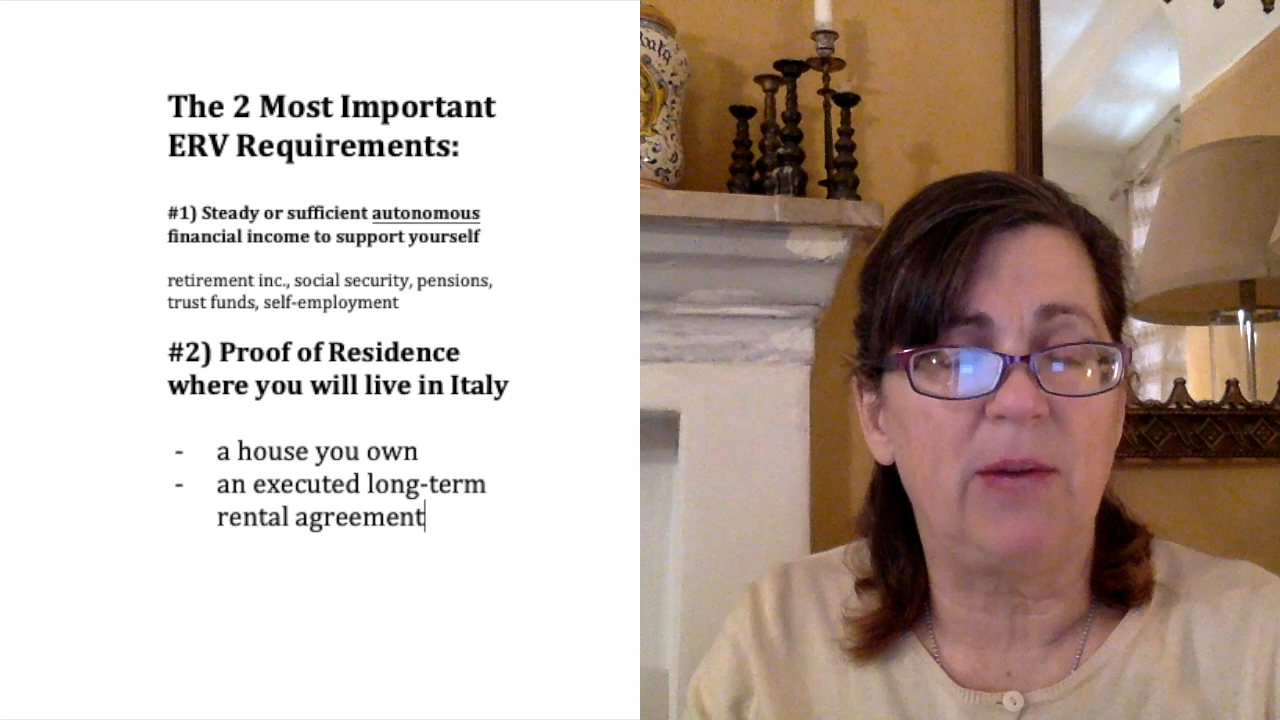 The 2 Most Important
ERV Requirements:
#1) Steady or sufficient autonomous
financial income to support yourself
retirement inc., social security, pensions,
trust funds, self-employment
#2) Proof of Residence
where you will live in Italy
- a house you own
- an executed long-term
rental agreement